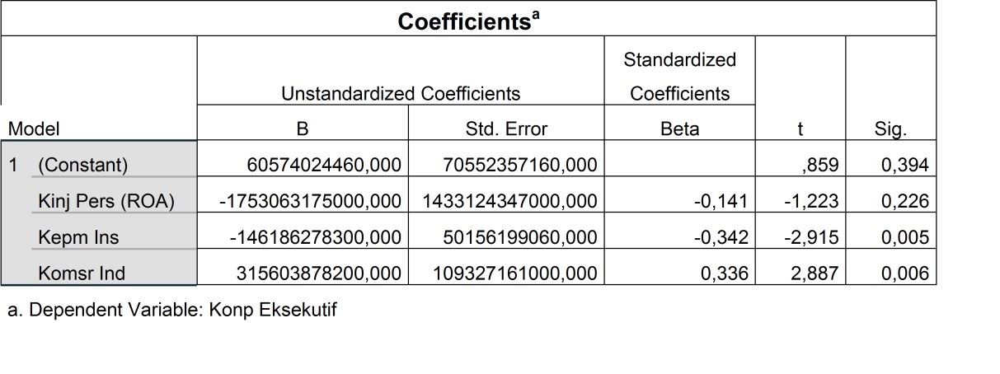 Coefficientsa
Standardized
Unstandardized Coefficients Coefficients
Model B Std. Error Beta t Sig.
1 (Constant) 60574024460,000 70552357160,000 ,859 0,394
Kinj Pers (ROA) -1753063175000,000 1433124347000,000 -0,141 -1,223 0,226
Kepm Ins -146186278300,000 50156199060,000 -0,342 -2,915 0,005
Komsr Ind 315603878200,000 109327161000,000 0,336 2,887 0,006
a. Dependent Variable: Konp Eksekutif